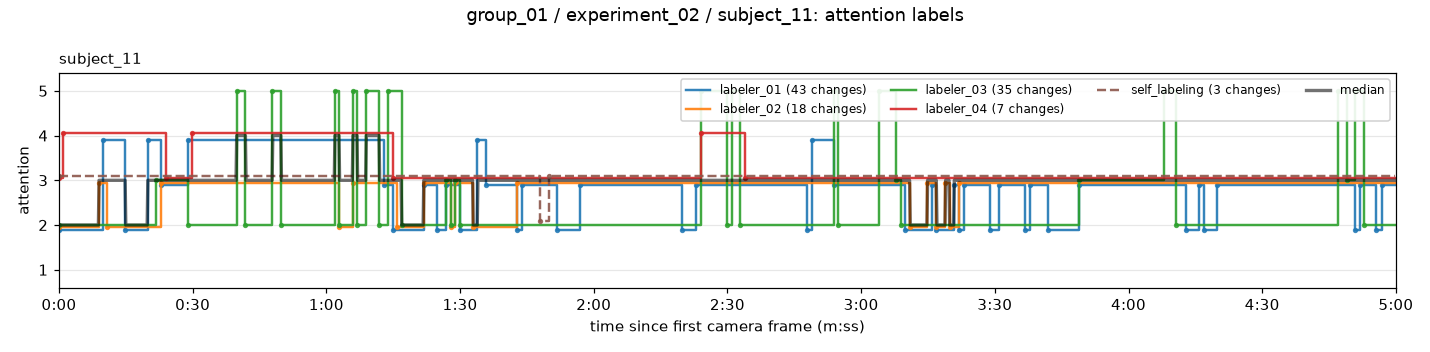 group_01 / experiment_02 / subject_11: attention labels
subject_11
labeler_01 (43 changes)
labeler_02 (18 changes)
labeler_03 (35 changes)
labeler_04 (7 changes)
self_labeling (3 changes)
median
attention
5
4
3
2
1
0:00 0:30 1:00 1:30 2:00 2:30 3:00 3:30 4:00 4:30 5:00
time since first camera frame (m:ss)